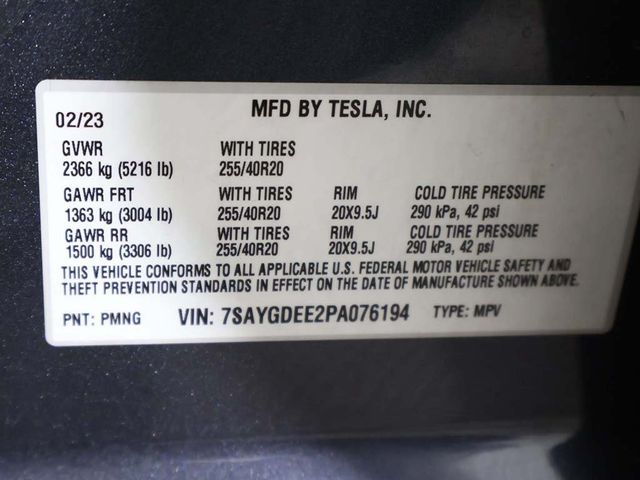 02/23 MFD BY TESLA, INC.
GVWR WITH TIRES
2366 kg (5216 lb) 255/40R20
GAWR FRT WITH TIRES RIM COLD TIRE PRESSURE
1363 kg (3004 lb) 255/40R20 20X9.5J 290 kPa, 42 psi
GAWR RR WITH TIRES RIM COLD TIRE PRESSURE
1500 kg (3306 lb) 255/40R20 20X9.5J 290 kPa, 42 psi
THIS VEHICLE CONFORMS TO ALL APPLICABLE U.S. FEDERAL MOTOR VEHICLE SAFETY AND
THEFT PREVENTION STANDARDS IN EFFECT ON THE DATE OF MANUFACTURE SHOWN ABOVE.
PNT: PMNG VIN: 7SAYGDEE2PA076194 TYPE: MPV